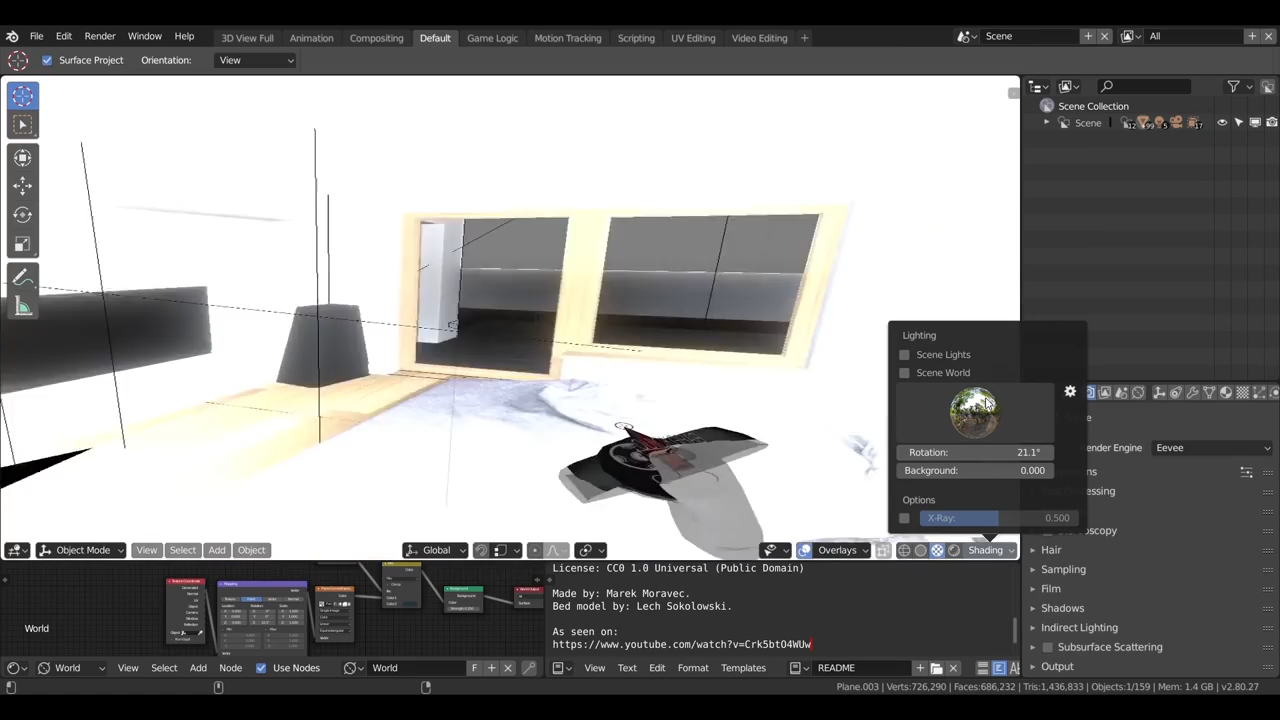 File Edit Render Window Help
3D View Full Animation Compositing Default Game Logic Motion Tracking Scripting UV Editing Video Editing
Scene
All
Surface Project Orientation: View
Scene Collection
Scene
Lighting
Scene Lights
Scene World
Rotation: 21.1°
Background: 0.000
Options
X-Ray: 0.500
Eevee
Hair
Sampling
Film
Shadows
Indirect Lighting
Subsurface Scattering
Output
Object Mode View Select Add Object Global Overlays Shading
World
License: CC0 1.0 Universal (Public Domain)
Made by: Marek Moravec.
Bed model by: Lech Sokolowski.
As seen on:
https://www.youtube.com/watch?v=Crk5btO4WUw
World View Select Add Node Use Nodes World F
View Text Edit Format Templates README
Plane.003 | Verts:726,290 | Faces:686,232 | Tris:1,436,833 | Objects:1/159 | Mem: 1.4 GB | v2.80.27